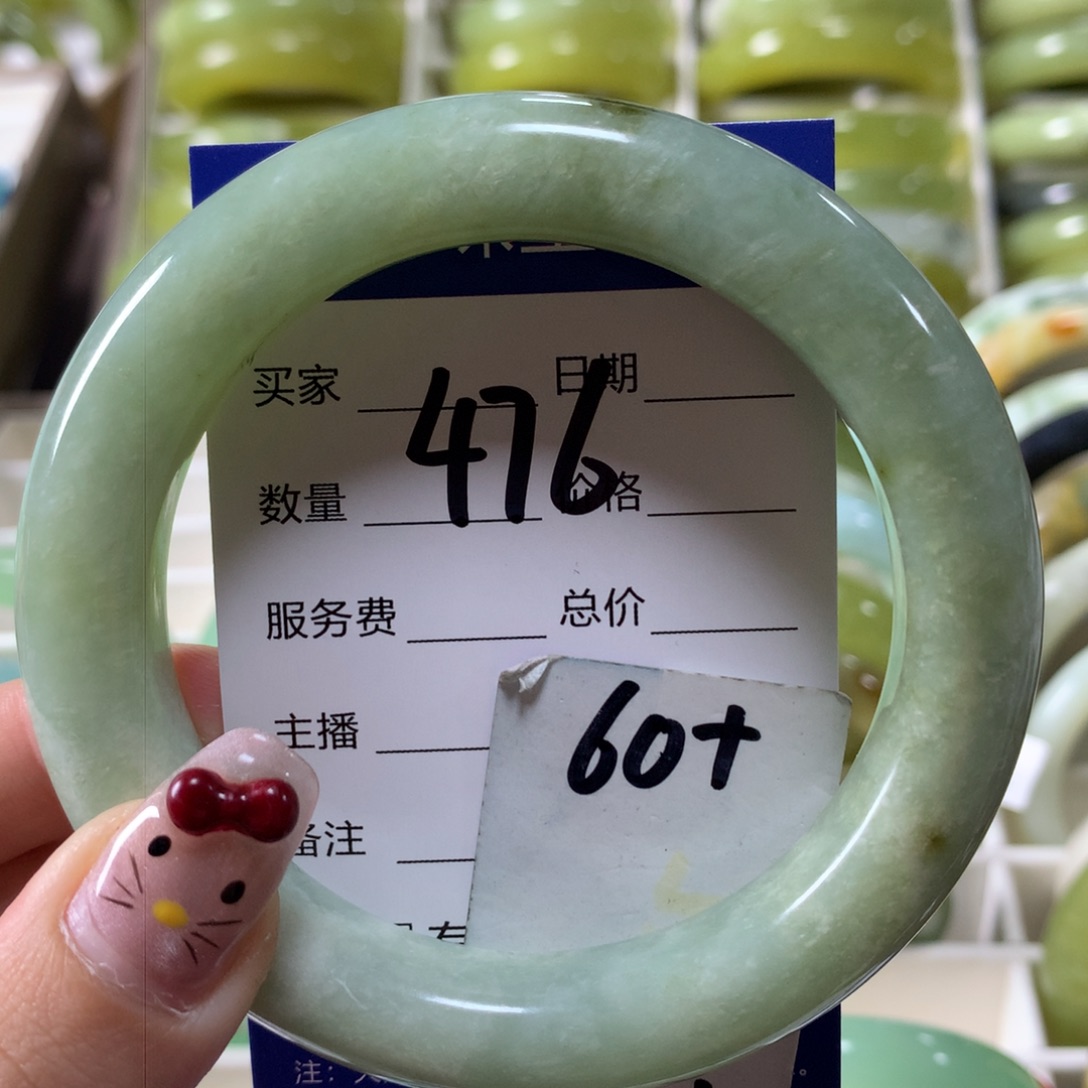 买家 日期
476
数量 价格
服务费 总价
主播
60+
备注
注: